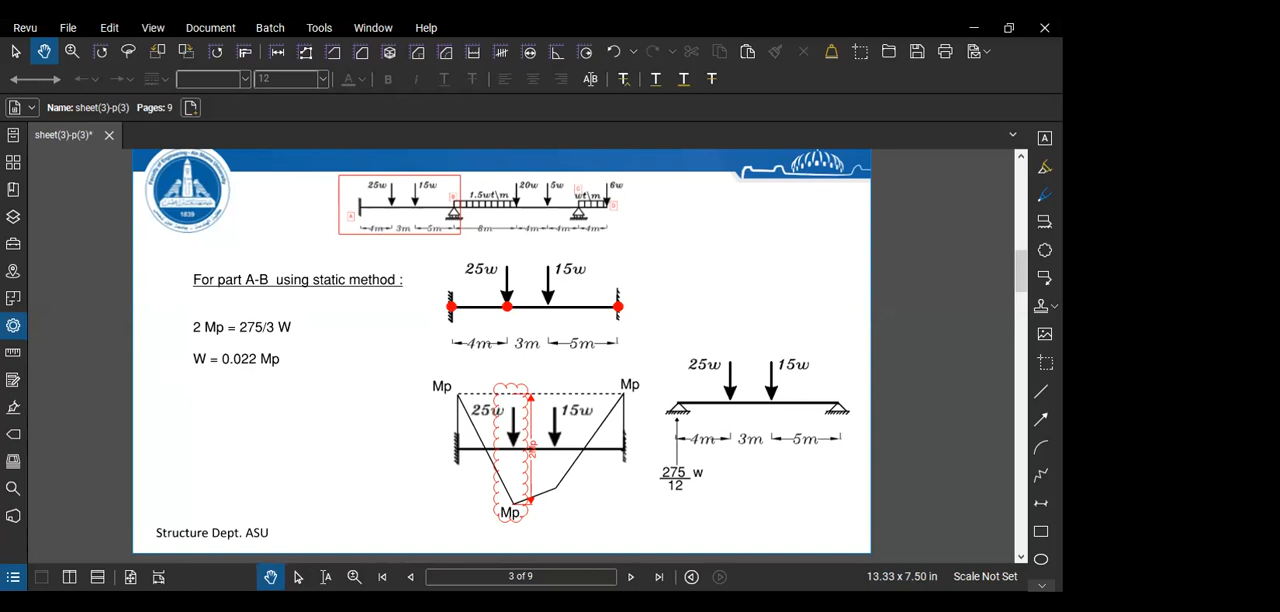 Revu File Edit View Document Batch Tools Window Help
12
Name: sheet(3)-p(3) Pages: 9
sheet(3)-p(3)*
1839
25w 15w 1.5wt\m 20w 5w wt\m 6w
4m 3m 5m 8m 4m 4m 4m
For part A-B using static method :
25w 15w
4m 3m 5m
2 Mp = 275/3 W
W = 0.022 Mp
Mp Mp
25w 15w
2Mp
Mp
25w 15w
4m 3m 5m
275
12
w
Structure Dept. ASU
3 of 9
13.33 x 7.50 in Scale Not Set